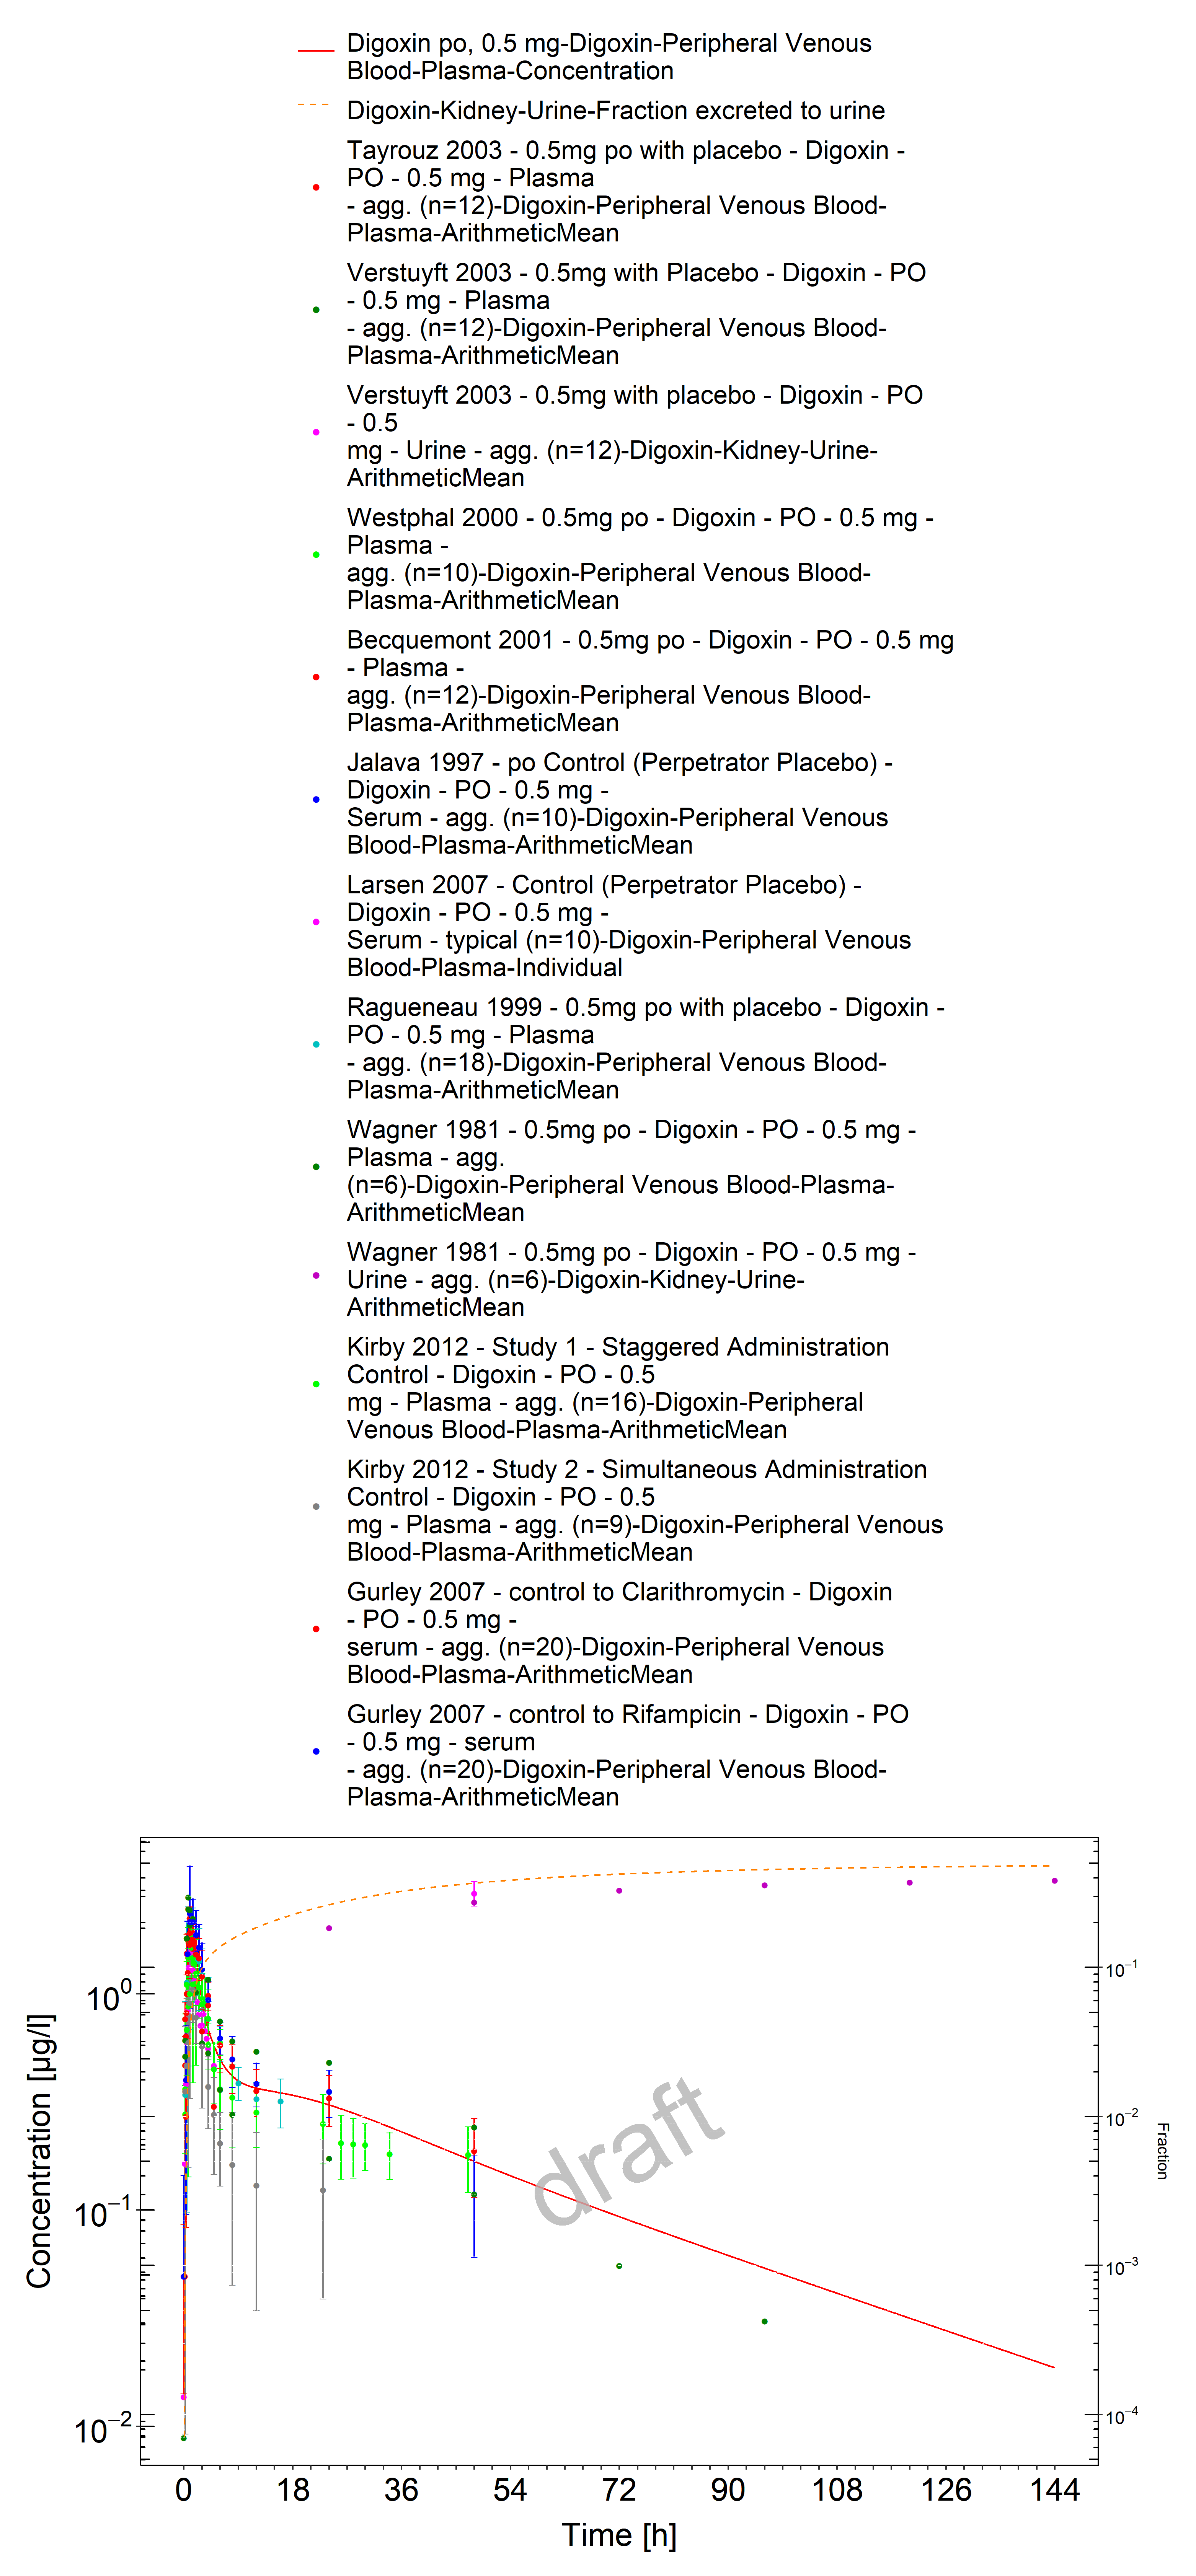 Digoxin po, 0.5 mg-Digoxin-Peripheral Venous
Blood-Plasma-Concentration
Digoxin-Kidney-Urine-Fraction excreted to urine
Tayrouz 2003 - 0.5mg po with placebo - Digoxin -
PO - 0.5 mg - Plasma
- agg. (n=12)-Digoxin-Peripheral Venous Blood-
Plasma-ArithmeticMean
Verstuyft 2003 - 0.5mg with Placebo - Digoxin - PO
- 0.5 mg - Plasma
- agg. (n=12)-Digoxin-Peripheral Venous Blood-
Plasma-ArithmeticMean
Verstuyft 2003 - 0.5mg with placebo - Digoxin - PO
- 0.5
mg - Urine - agg. (n=12)-Digoxin-Kidney-Urine-
ArithmeticMean
Westphal 2000 - 0.5mg po - Digoxin - PO - 0.5 mg -
Plasma -
agg. (n=10)-Digoxin-Peripheral Venous Blood-
Plasma-ArithmeticMean
Becquemont 2001 - 0.5mg po - Digoxin - PO - 0.5 mg
- Plasma -
agg. (n=12)-Digoxin-Peripheral Venous Blood-
Plasma-ArithmeticMean
Jalava 1997 - po Control (Perpetrator Placebo) -
Digoxin - PO - 0.5 mg -
Serum - agg. (n=10)-Digoxin-Peripheral Venous
Blood-Plasma-ArithmeticMean
Larsen 2007 - Control (Perpetrator Placebo) -
Digoxin - PO - 0.5 mg -
Serum - typical (n=10)-Digoxin-Peripheral Venous
Blood-Plasma-Individual
Ragueneau 1999 - 0.5mg po with placebo - Digoxin -
PO - 0.5 mg - Plasma
- agg. (n=18)-Digoxin-Peripheral Venous Blood-
Plasma-ArithmeticMean
Wagner 1981 - 0.5mg po - Digoxin - PO - 0.5 mg -
Plasma - agg.
(n=6)-Digoxin-Peripheral Venous Blood-Plasma-
ArithmeticMean
Wagner 1981 - 0.5mg po - Digoxin - PO - 0.5 mg -
Urine - agg. (n=6)-Digoxin-Kidney-Urine-
ArithmeticMean
Kirby 2012 - Study 1 - Staggered Administration
Control - Digoxin - PO - 0.5
mg - Plasma - agg. (n=16)-Digoxin-Peripheral
Venous Blood-Plasma-ArithmeticMean
Kirby 2012 - Study 2 - Simultaneous Administration
Control - Digoxin - PO - 0.5
mg - Plasma - agg. (n=9)-Digoxin-Peripheral Venous
Blood-Plasma-ArithmeticMean
Gurley 2007 - control to Clarithromycin - Digoxin
- PO - 0.5 mg -
serum - agg. (n=20)-Digoxin-Peripheral Venous
Blood-Plasma-ArithmeticMean
Gurley 2007 - control to Rifampicin - Digoxin - PO
- 0.5 mg - serum
- agg. (n=20)-Digoxin-Peripheral Venous Blood-
Plasma-ArithmeticMean
Concentration [µg/l]
10⁰
10⁻¹
10⁻²
draft
10⁻¹
10⁻²
10⁻³
10⁻⁴
Fraction
0 18 36 54 72 90 108 126 144
Time [h]